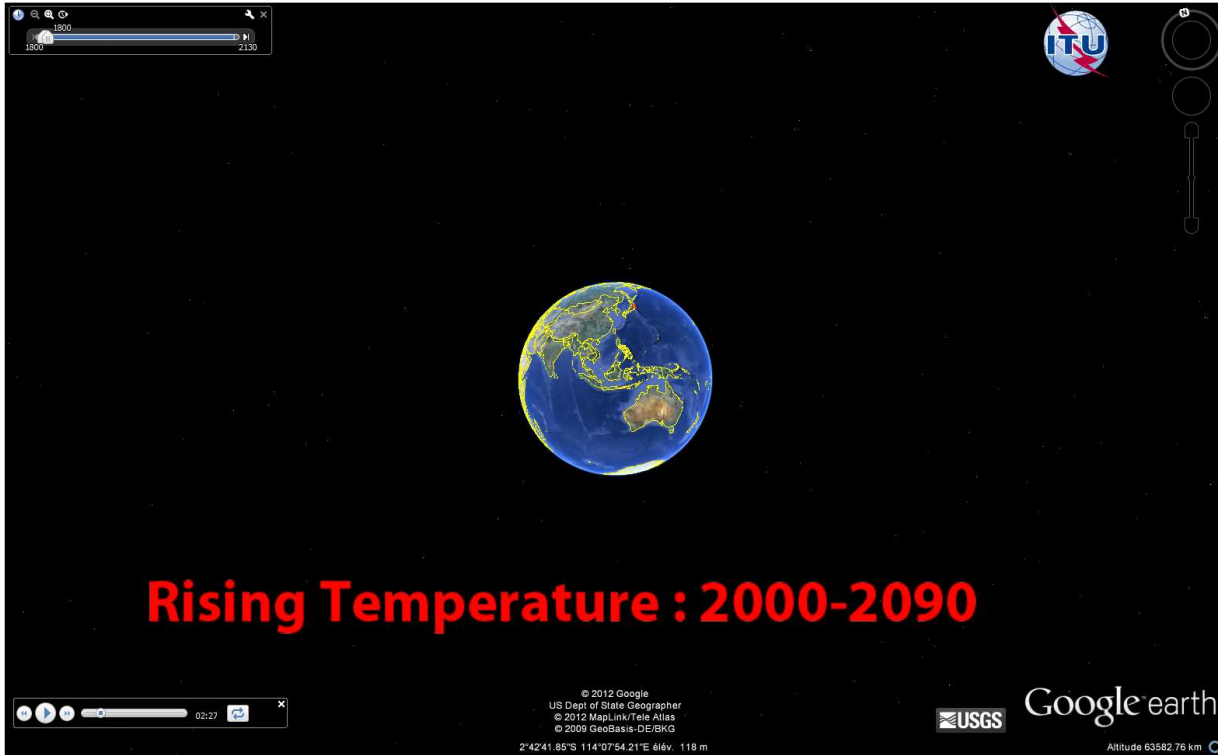 1800
1800
2130
ITU
N
Rising Temperature : 2000-2090
02:27
© 2012 Google
US Dept of State Geographer
© 2012 MapLink/Tele Atlas
© 2009 GeoBasis-DE/BKG
2°42'41.85"S 114°07'54.21"E élév. 118 m
USGS
Google earth
Altitude 63582.76 km